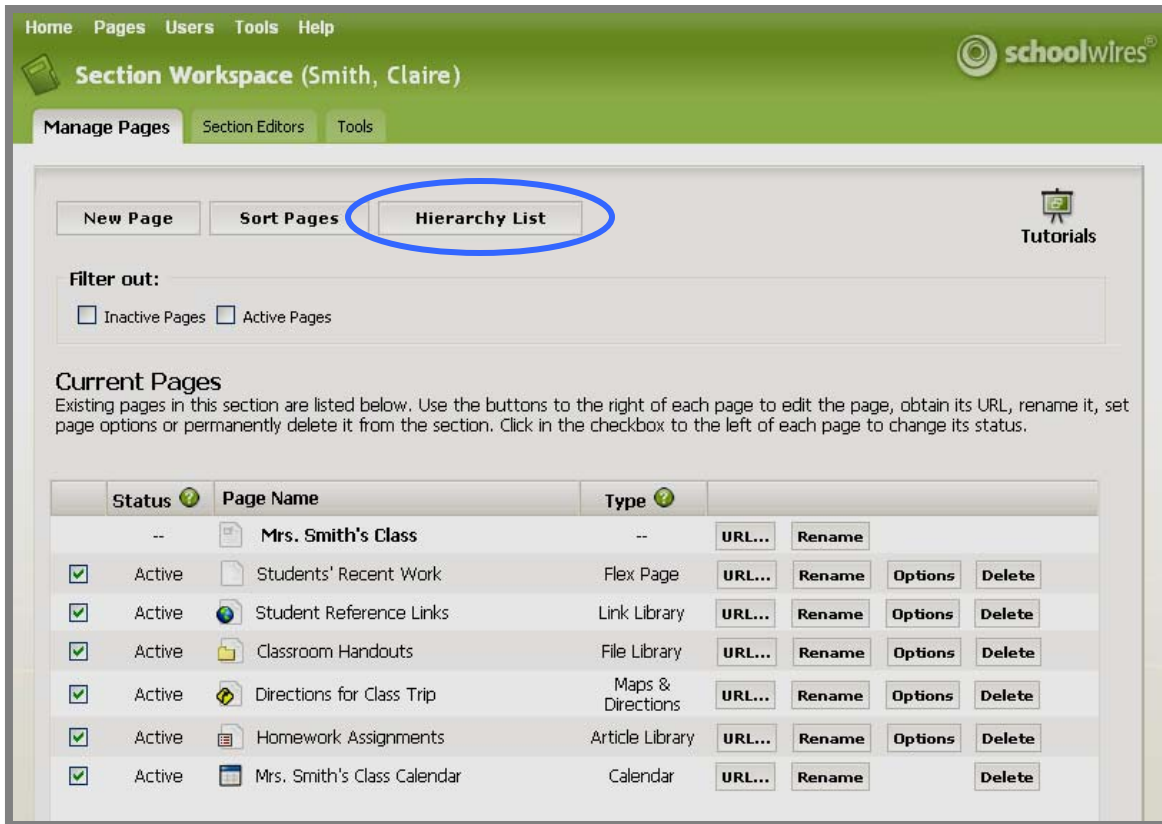 Home Pages Users Tools Help
schoolwires®
Section Workspace (Smith, Claire)
Manage Pages Section Editors Tools
New Page Sort Pages Hierarchy List
Tutorials
Filter out:
Inactive Pages Active Pages
Current Pages
Existing pages in this section are listed below. Use the buttons to the right of each page to edit the page, obtain its URL, rename it, set
page options or permanently delete it from the section. Click in the checkbox to the left of each page to change its status.
Status ? Page Name Type ?
-- Mrs. Smith's Class -- URL... Rename
Active Students' Recent Work Flex Page URL... Rename Options Delete
Active Student Reference Links Link Library URL... Rename Options Delete
Active Classroom Handouts File Library URL... Rename Options Delete
Active Directions for Class Trip Maps &
Directions URL... Rename Options Delete
Active Homework Assignments Article Library URL... Rename Options Delete
Active Mrs. Smith's Class Calendar Calendar URL... Rename Delete